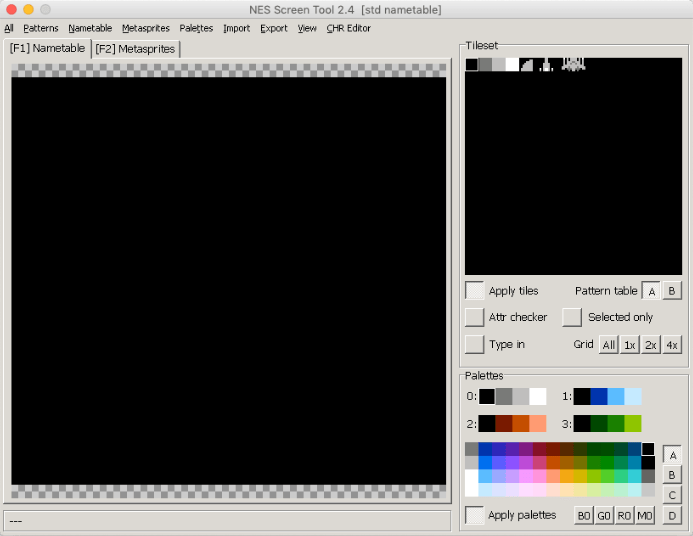 NES Screen Tool 2.4 [std nametable]
All Patterns Nametable Metasprites Palettes Import Export View CHR Editor
[F1] Nametable [F2] Metasprites
Tileset
Apply tiles Pattern table A B
Attr checker Selected only
Type in Grid All 1x 2x 4x
Palettes
0: 1:
2: 3:
A
B
C
Apply palettes B0 G0 R0 M0 D
---